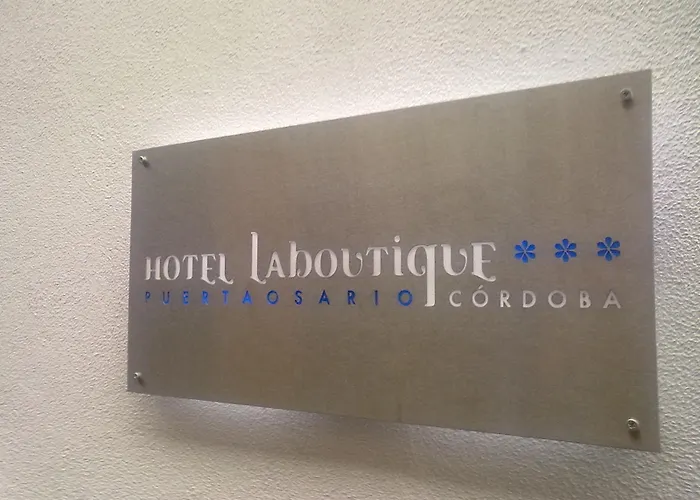 HOTEL LABOUTIQUE ***
PUERTAOSARIO CÓRDOBA